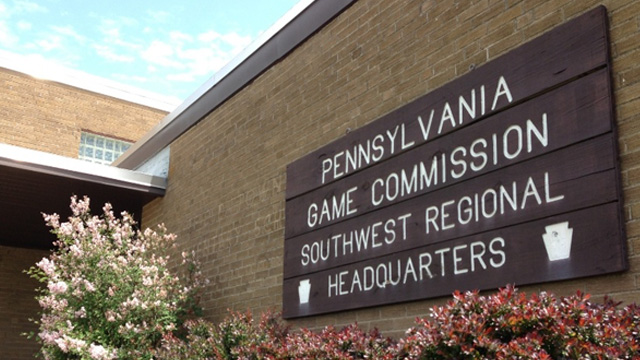 PENNSYLVANIA
GAME COMMISSION
SOUTHWEST REGIONAL
HEADQUARTERS